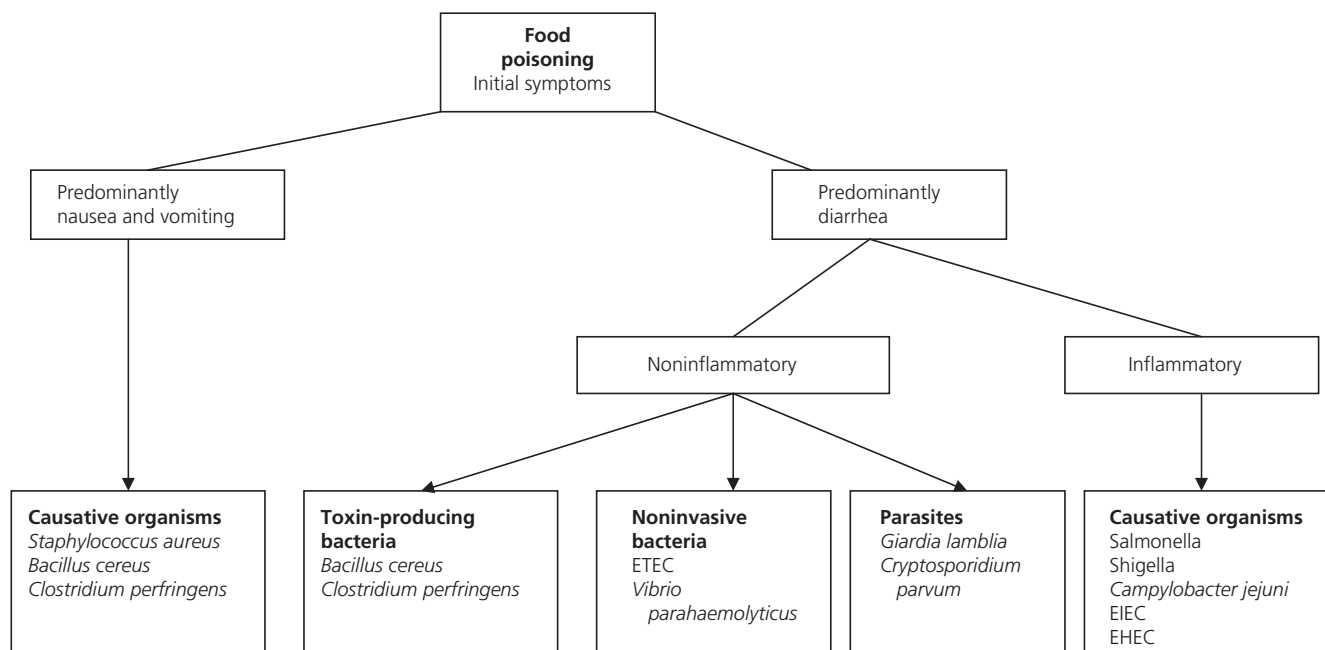 Food
poisoning
Initial symptoms
Predominantly
nausea and vomiting
Predominantly
diarrhea
Noninflammatory
Inflammatory
Causative organisms
Staphylococcus aureus
Bacillus cereus
Clostridium perfringens
Toxin-producing
bacteria
Bacillus cereus
Clostridium perfringens
Noninvasive
bacteria
ETEC
Vibrio
parahaemolyticus
Parasites
Giardia lamblia
Cryptosporidium
parvum
Causative organisms
Salmonella
Shigella
Campylobacter jejuni
EIEC
EHEC